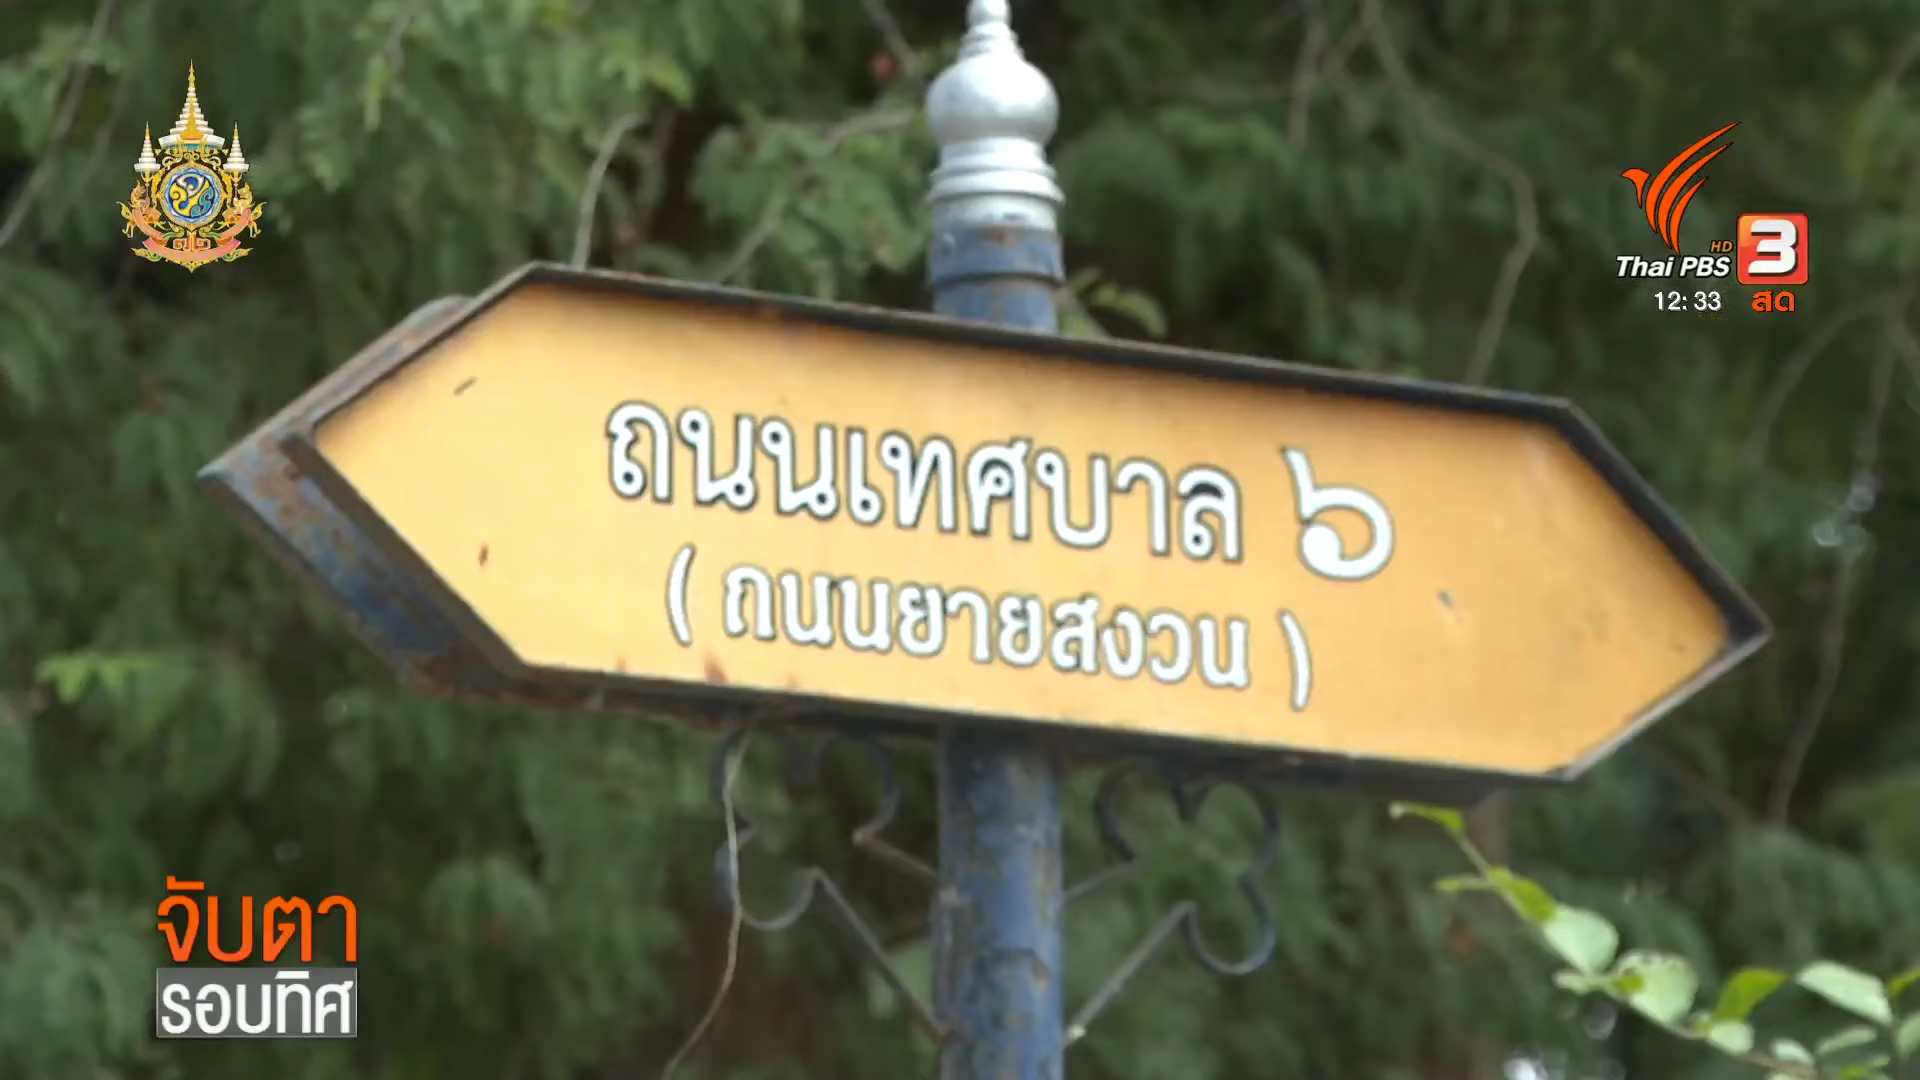 HD
Thai PBS 3
12:33 สด
ถนนเทศบาล ๖
( ถนนยายสงวน )
จับตา
รอบทิศ